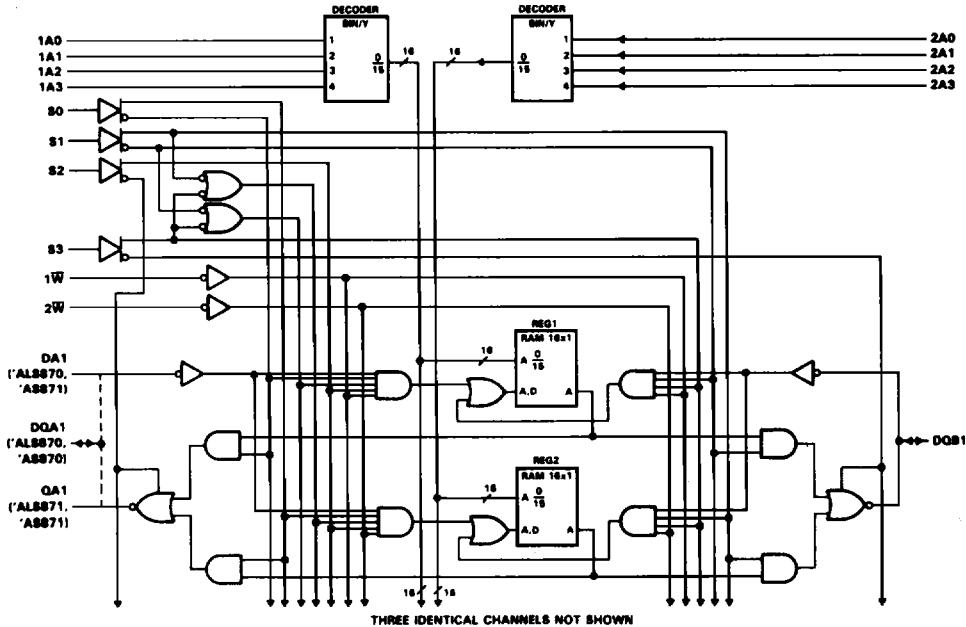 DECODER
BIN/Y
1A0
1A1
1A2
1A3
1
2
3
4
0
15
16
DECODER
BIN/Y
16
0
15
1
2
3
4
2A0
2A1
2A2
2A3
S0
S1
S2
S3
1W̅
2W̅
REG1
RAM 16x1
16
A 0
15
A,D A
DA1
('ALS870,
'AS871)
DQA1
('ALS870,
'AS870)
QA1
('ALS871,
'AS871)
DQB1
REG2
RAM 16x1
16
A 0
15
A,D A
16 16
THREE IDENTICAL CHANNELS NOT SHOWN